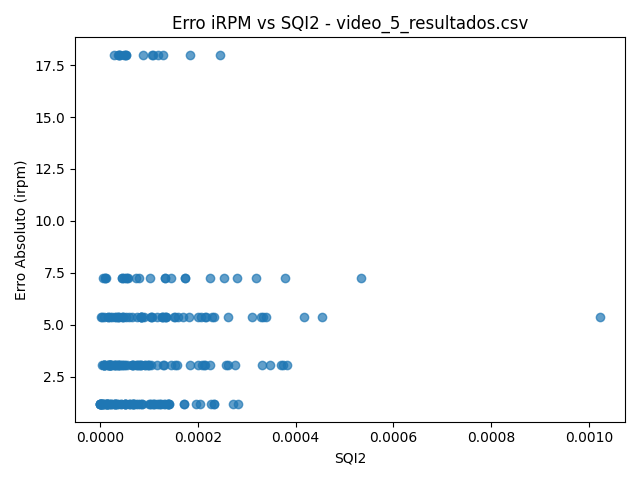 Erro iRPM vs SQI2 - video_5_resultados.csv
Erro Absoluto (irpm)
17.5
15.0
12.5
10.0
7.5
5.0
2.5
0.0000 0.0002 0.0004 0.0006 0.0008 0.0010
SQI2